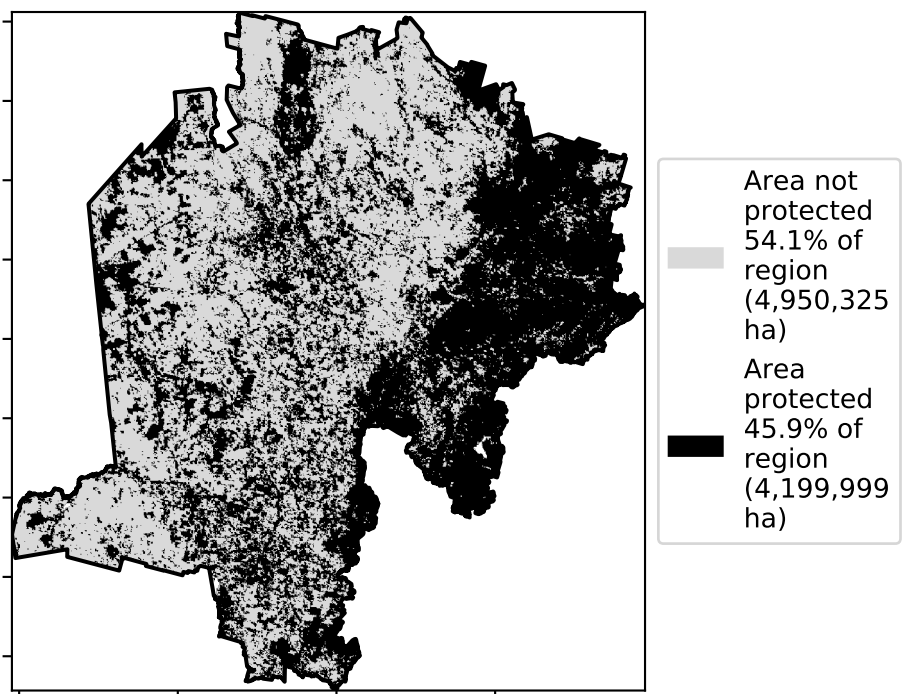 Area not
protected
54.1% of
region
(4,950,325
ha)
Area
protected
45.9% of
region
(4,199,999
ha)